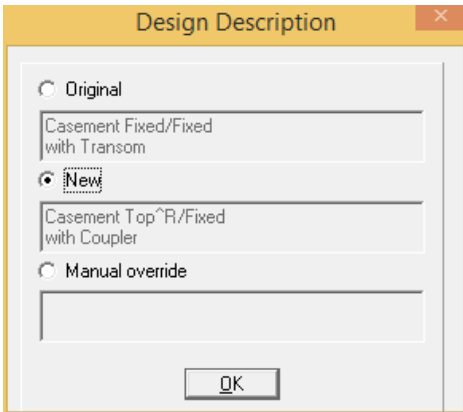 Design Description
Original
Casement Fixed/Fixed
with Transom
New
Casement Top^R/Fixed
with Coupler
Manual override
OK